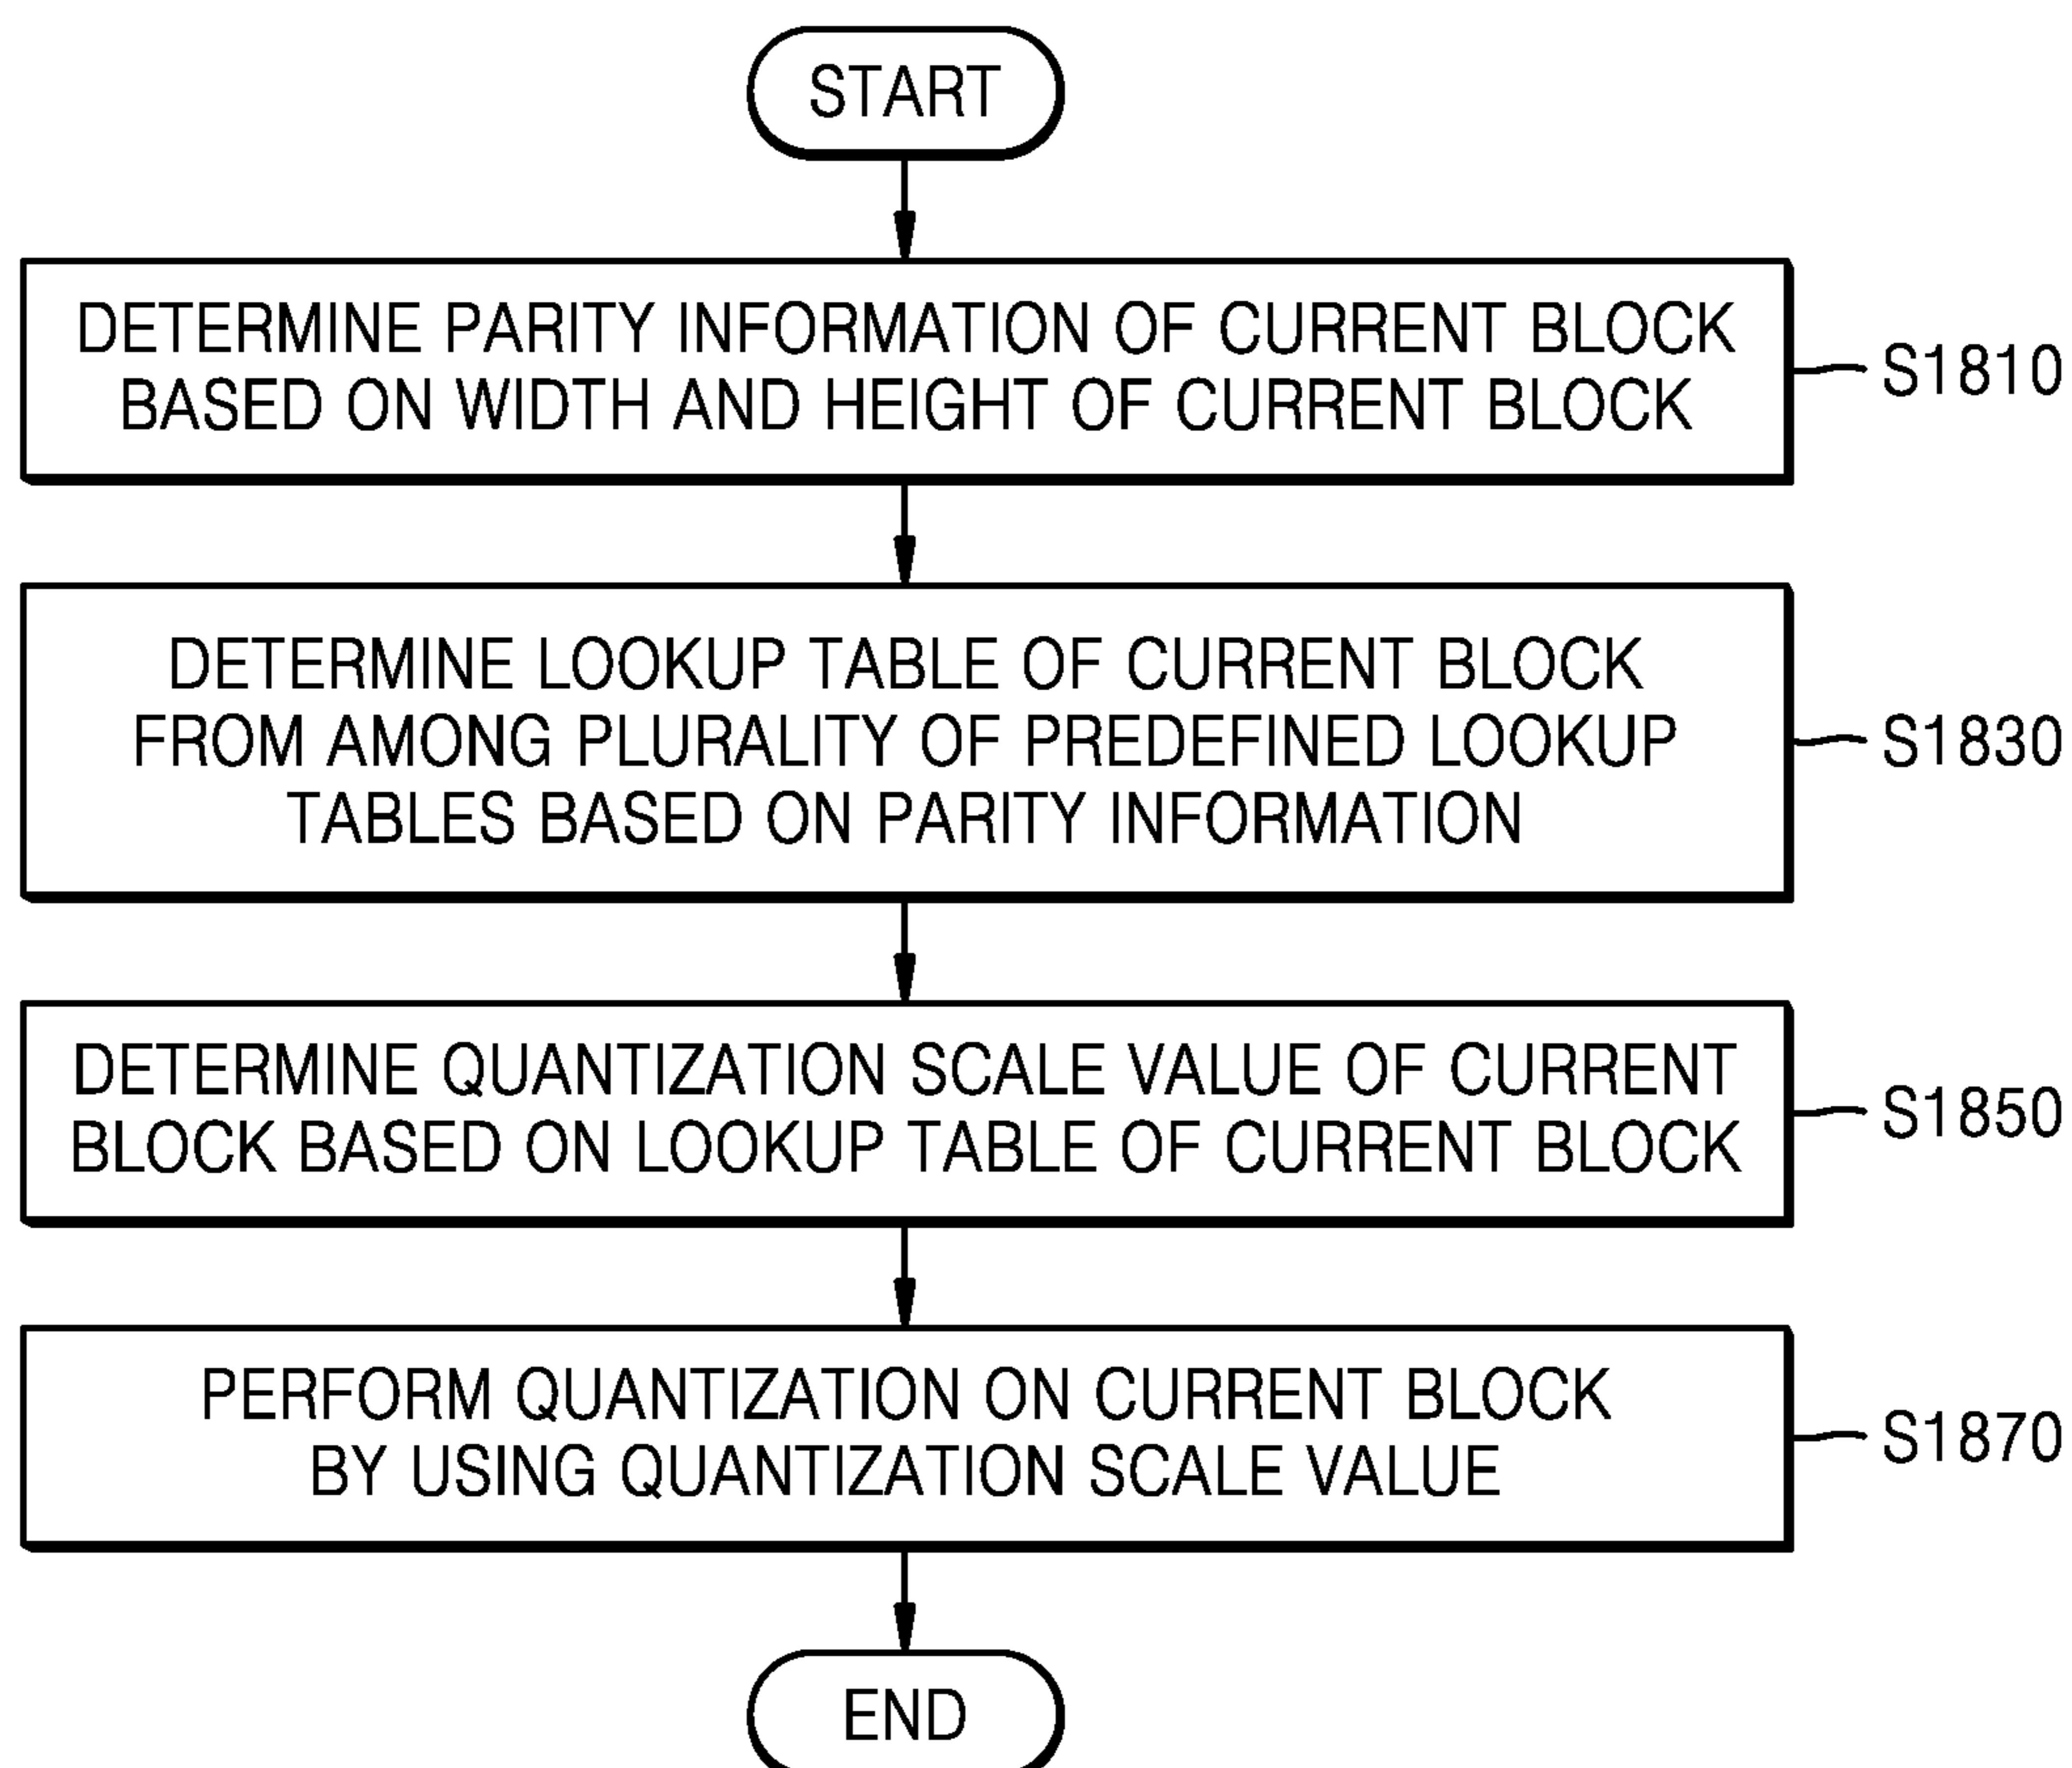 START
DETERMINE PARITY INFORMATION OF CURRENT BLOCK
BASED ON WIDTH AND HEIGHT OF CURRENT BLOCK
S1810
DETERMINE LOOKUP TABLE OF CURRENT BLOCK
FROM AMONG PLURALITY OF PREDEFINED LOOKUP
TABLES BASED ON PARITY INFORMATION
S1830
DETERMINE QUANTIZATION SCALE VALUE OF CURRENT
BLOCK BASED ON LOOKUP TABLE OF CURRENT BLOCK
S1850
PERFORM QUANTIZATION ON CURRENT BLOCK
BY USING QUANTIZATION SCALE VALUE
S1870
END